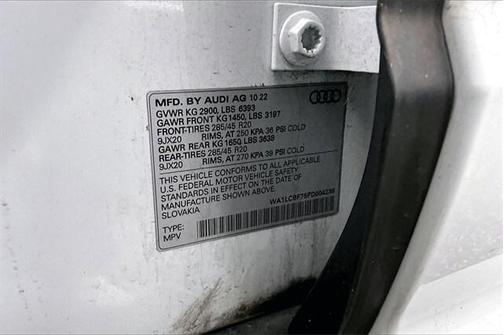 MFD. BY AUDI AG 10 22
GVWR KG 2900, LBS 6393
GAWR FRONT KG1450, LBS 3197
FRONT-TIRES 285/45 R20
9JX20 RIMS, AT 250 KPA 36 PSI COLD
GAWR REAR KG1650 LBS 3638
REAR-TIRES 285/45 R20
9JX20 RIMS, AT 270 KPA 39 PSI COLD
THIS VEHICLE CONFORMS TO ALL APPLICABLE
U.S. FEDERAL MOTOR VEHICLE SAFETY
STANDARDS IN EFFECT ON THE DATE OF
MANUFACTURE SHOWN ABOVE.
SLOVAKIA
TYPE:
MPV